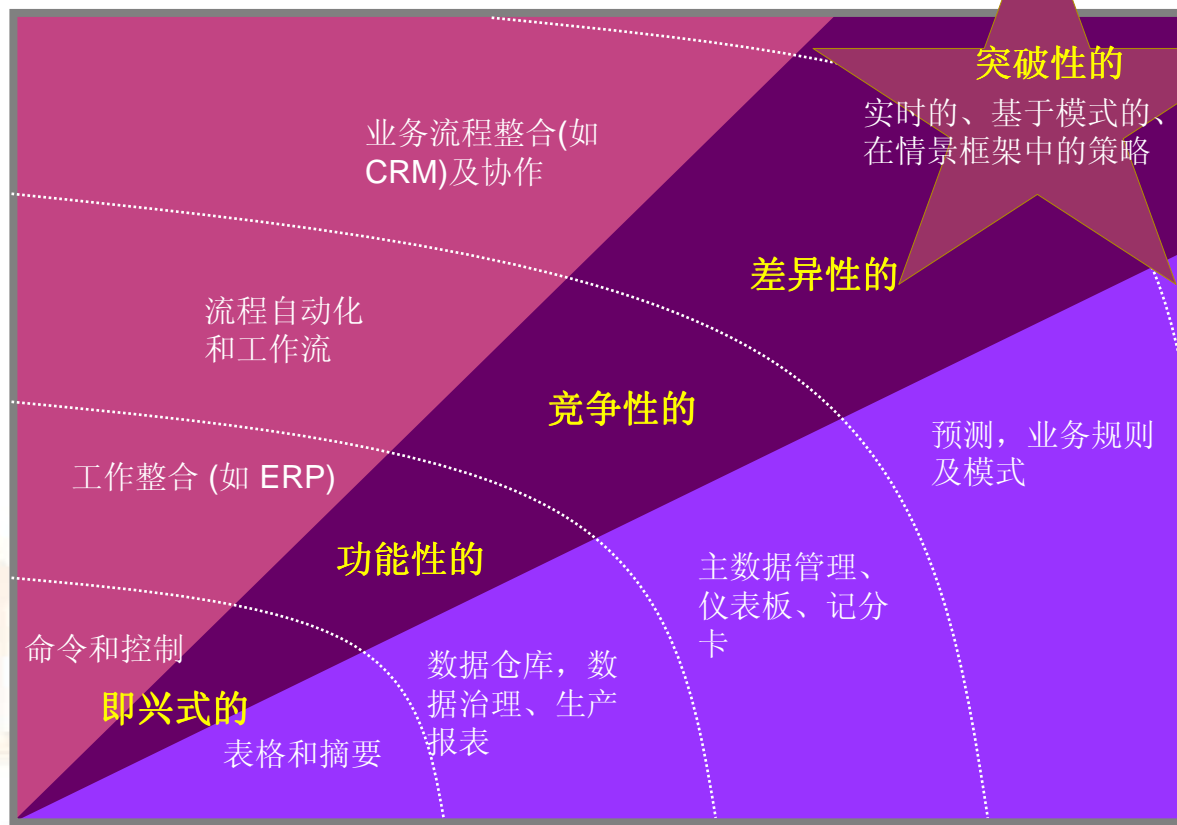 突破性的
实时的、基于模式的、
在情景框架中的策略
业务流程整合(如
CRM)及协作
差异性的
流程自动化
和工作流
竞争性的
预测，业务规则
及模式
工作整合 (如 ERP)
功能性的
主数据管理、
仪表板、记分
卡
命令和控制
数据仓库，数
据治理、生产
报表
即兴式的
表格和摘要